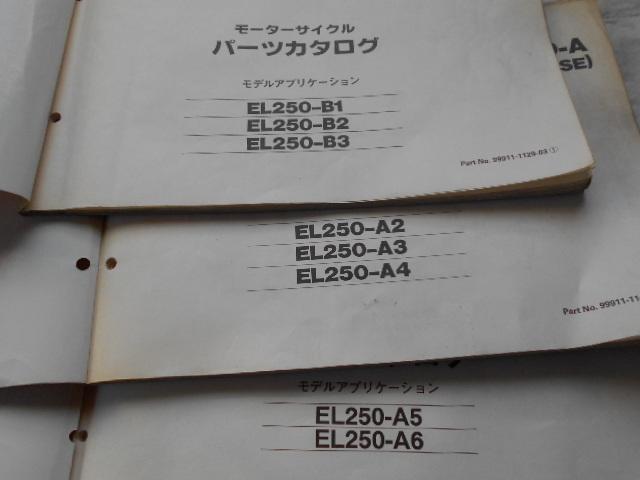 モーターサイクル
パーツカタログ
モデルアプリケーション
EL250-B1
EL250-B2
EL250-B3
Part No. 99911-1129-03 ①
-A
SE)
EL250-A2
EL250-A3
EL250-A4
Part No. 99911-11
モデルアプリケーション
EL250-A5
EL250-A6